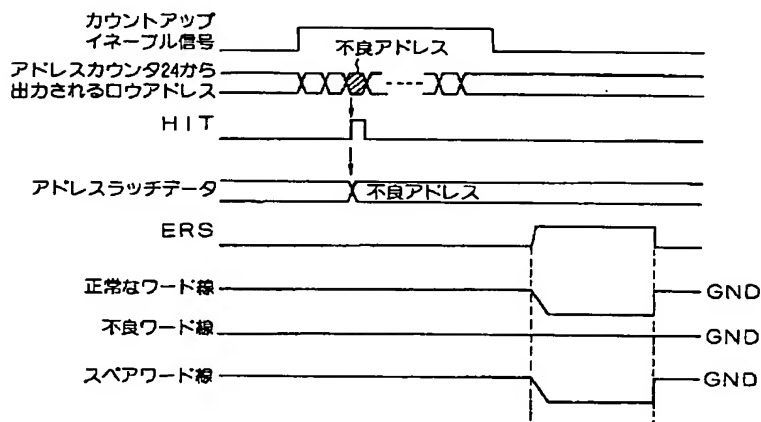 カウントアップ
イネーブル信号
不良アドレス
アドレスカウンタ24から
出力されるロウアドレス
HIT
アドレスラッチデータ
不良アドレス
ERS
正常なワード線
GND
不良ワード線
GND
スペアワード線
GND